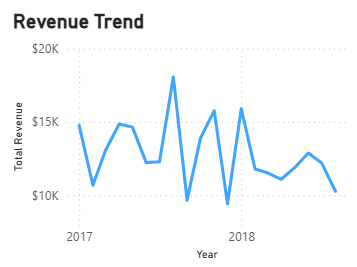 Revenue Trend
$20K
$15K
$10K
Total Revenue
2017 2018
Year